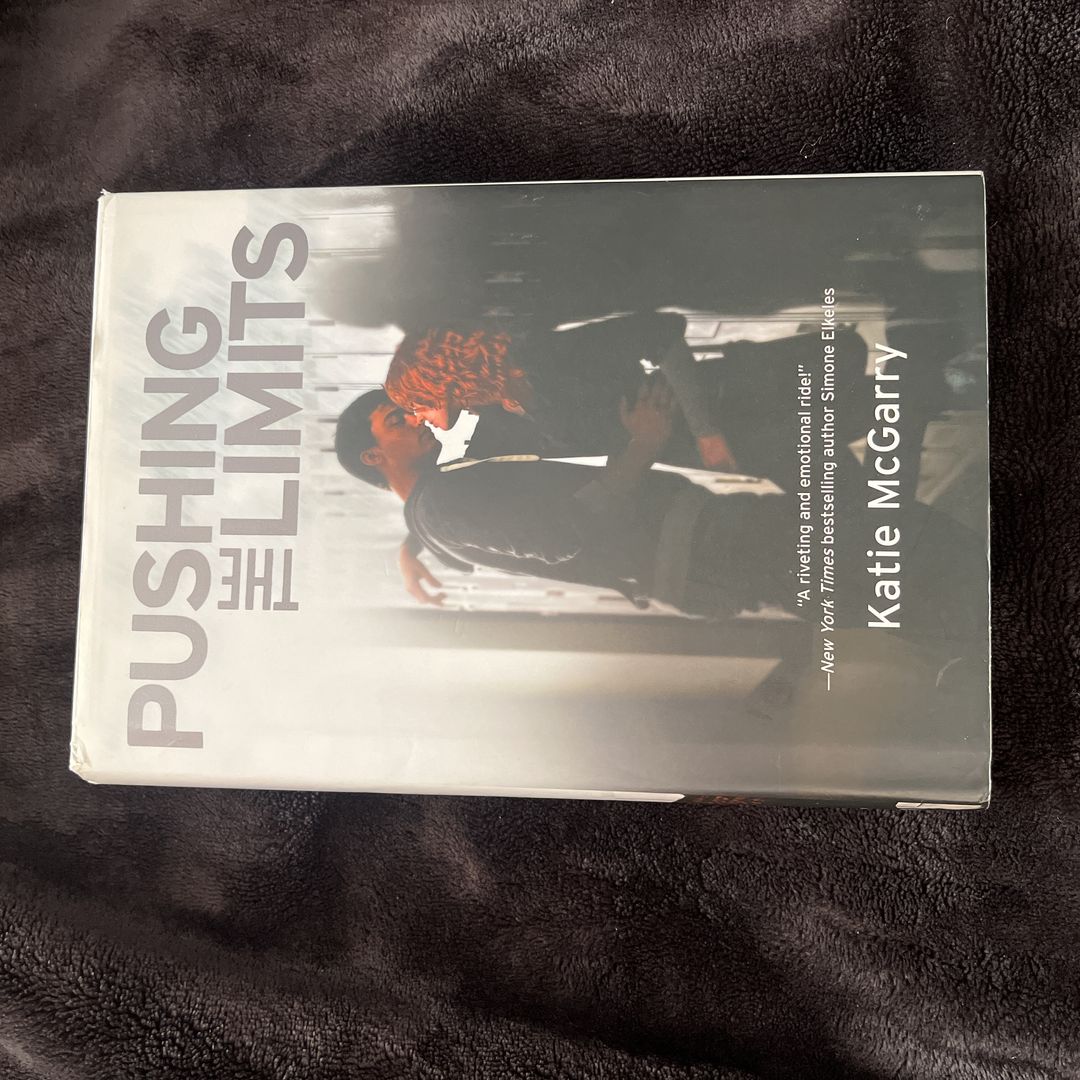 PUSHING
THE LIMITS
"A riveting and emotional ride!"
—New York Times bestselling author Simone Elkeles
Katie McGarry